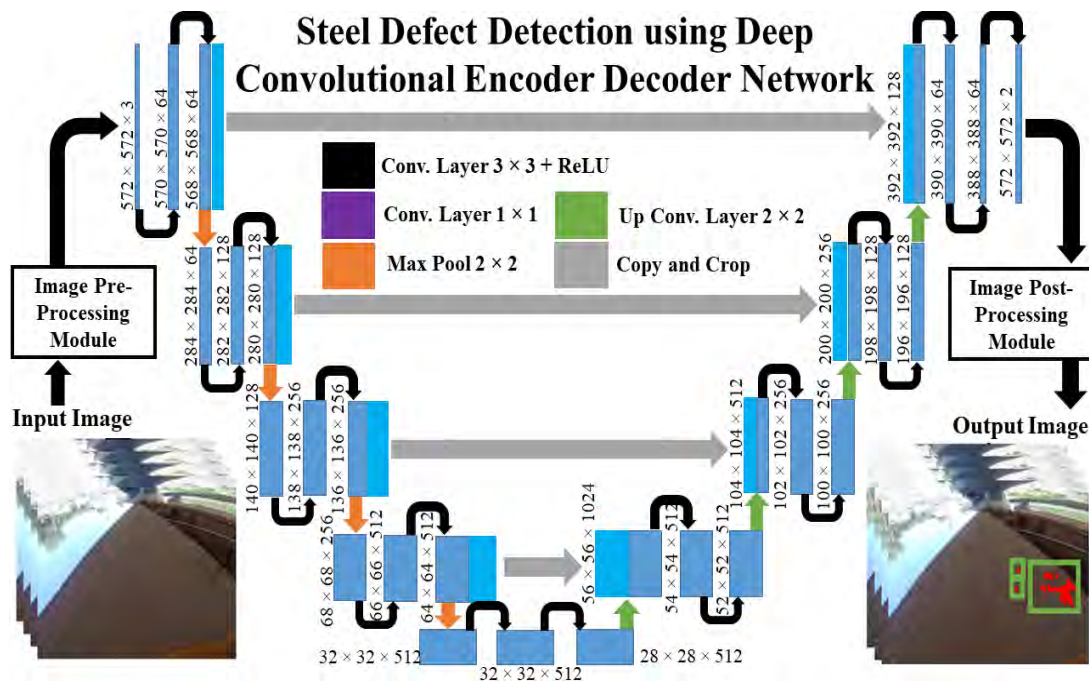 Steel Defect Detection using Deep
Convolutional Encoder Decoder Network
572 × 572 × 3
570 × 570 × 64
568 × 568 × 64
392 × 392 × 128
390 × 390 × 64
388 × 388 × 64
572 × 572 × 2
Conv. Layer 3 × 3 + ReLU
Conv. Layer 1 × 1
Up Conv. Layer 2 × 2
Max Pool 2 × 2
Copy and Crop
Image Pre-
Processing
Module
Image Post-
Processing
Module
284 × 284 × 64
282 × 282 × 128
280 × 280 × 128
200 × 200 × 256
198 × 198 × 128
196 × 196 × 128
Input Image
Output Image
140 × 140 × 128
138 × 138 × 256
136 × 136 × 256
104 × 104 × 512
102 × 102 × 256
100 × 100 × 256
68 × 68 × 256
66 × 66 × 512
64 × 64 × 512
56 × 56 × 1024
54 × 54 × 512
52 × 52 × 512
32 × 32 × 512
32 × 32 × 512
28 × 28 × 512